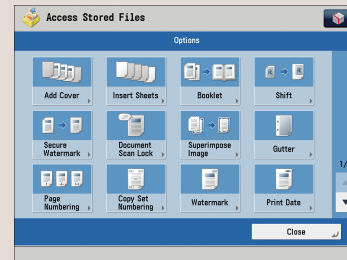 Access Stored Files
Options
Add Cover
Insert Sheets
Booklet
Shift
Secure
Watermark
Document
Scan Lock
Superimpose
Image
Gutter
1/
Page
Numbering
Copy Set
Numbering
Watermark
Print Date
Close